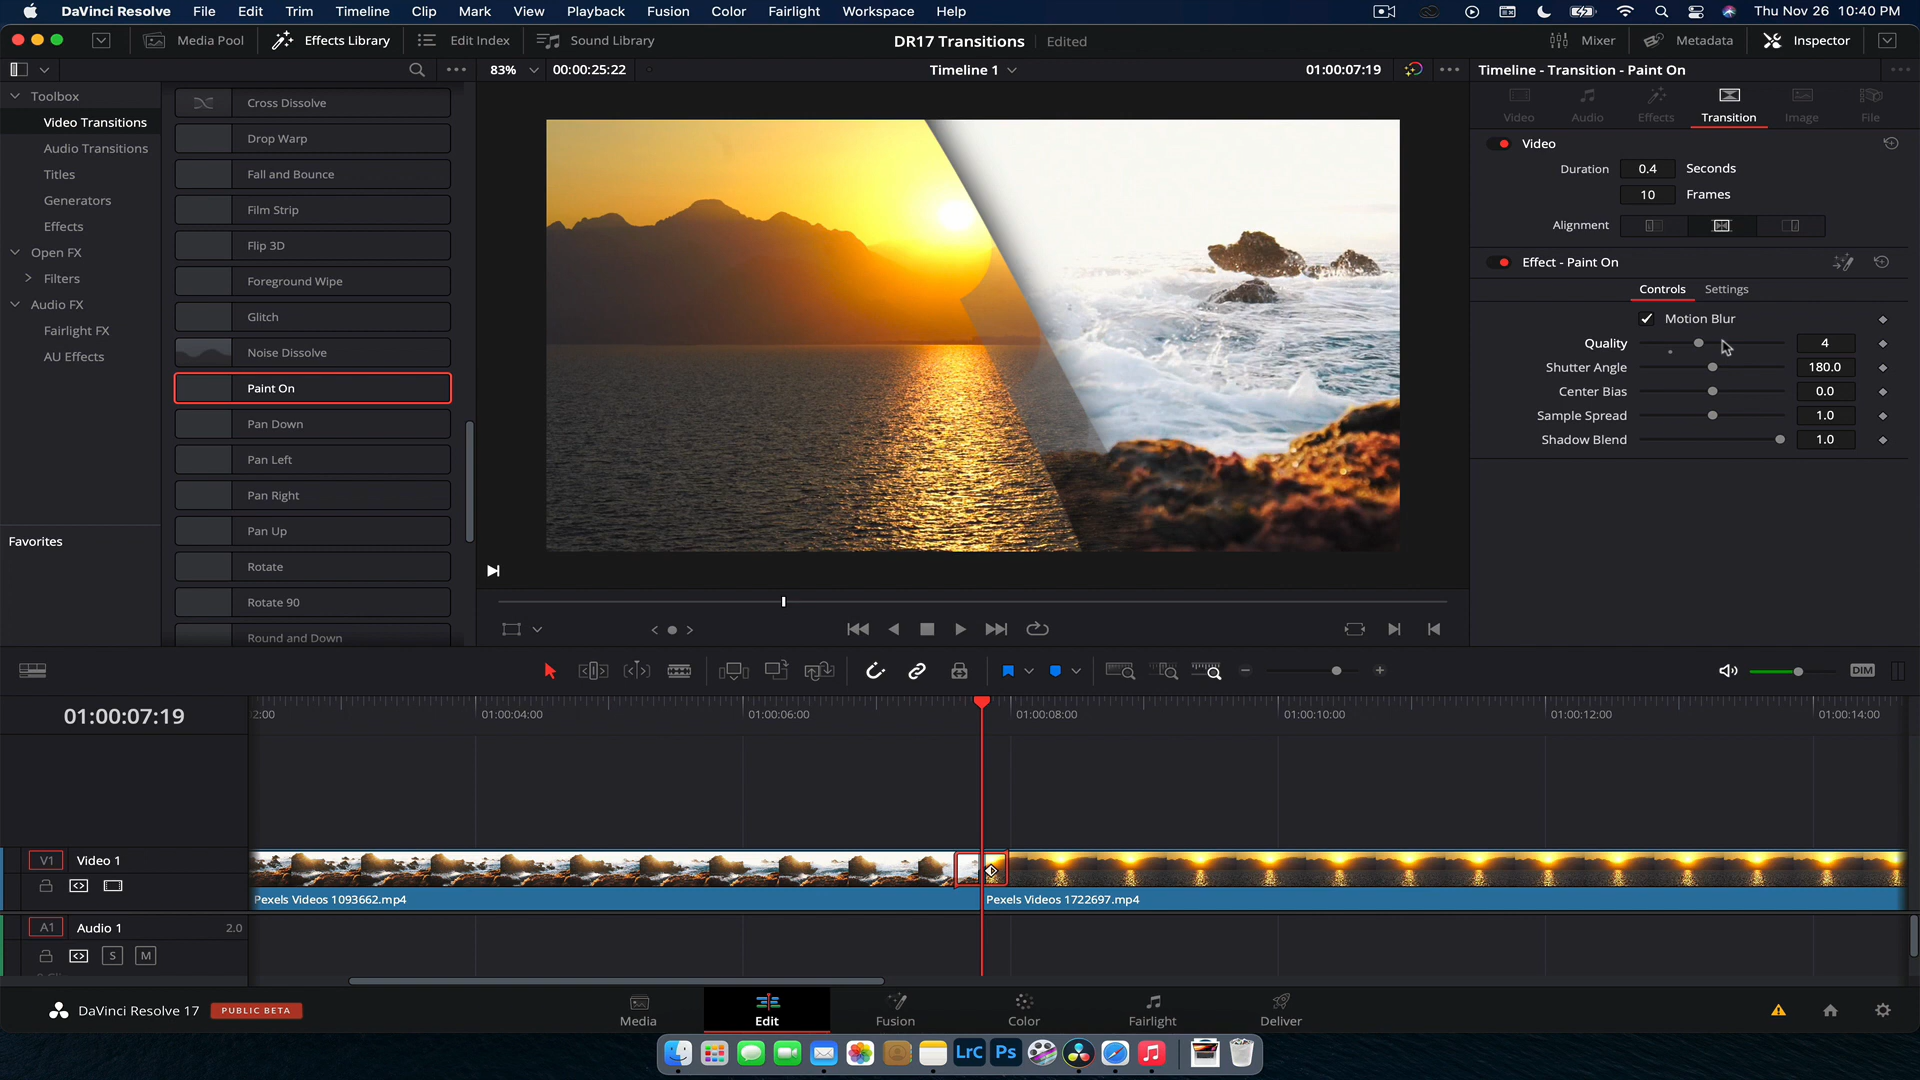 DaVinci Resolve File Edit Trim Timeline Clip Mark View Playback Fusion Color Fairlight Workspace Help Thu Nov 26 10:40 PM
Media Pool Effects Library Edit Index Sound Library DR17 Transitions Edited Mixer Metadata Inspector
83% 00:00:25:22 Timeline 1 01:00:07:19 Timeline - Transition - Paint On
Toolbox
Video Transitions
Audio Transitions
Titles
Generators
Effects
Open FX
Filters
Audio FX
Fairlight FX
AU Effects
Favorites
Cross Dissolve
Drop Warp
Fall and Bounce
Film Strip
Flip 3D
Foreground Wipe
Glitch
Noise Dissolve
Paint On
Pan Down
Pan Left
Pan Right
Pan Up
Rotate
Rotate 90
Round and Down
Video Audio Effects Transition Image File
Video
Duration 0.4 Seconds
10 Frames
Alignment
Effect - Paint On
Controls Settings
Motion Blur
Quality 4
Shutter Angle 180.0
Center Bias 0.0
Sample Spread 1.0
Shadow Blend 1.0
DIM
01:00:07:19 2:00 01:00:04:00 01:00:06:00 01:00:08:00 01:00:10:00 01:00:12:00 01:00:14:00
V1 Video 1
Pexels Videos 1093662.mp4 Pexels Videos 1722697.mp4
A1 Audio 1 2.0
S M
DaVinci Resolve 17 PUBLIC BETA Media Edit Fusion Color Fairlight Deliver
LrC Ps